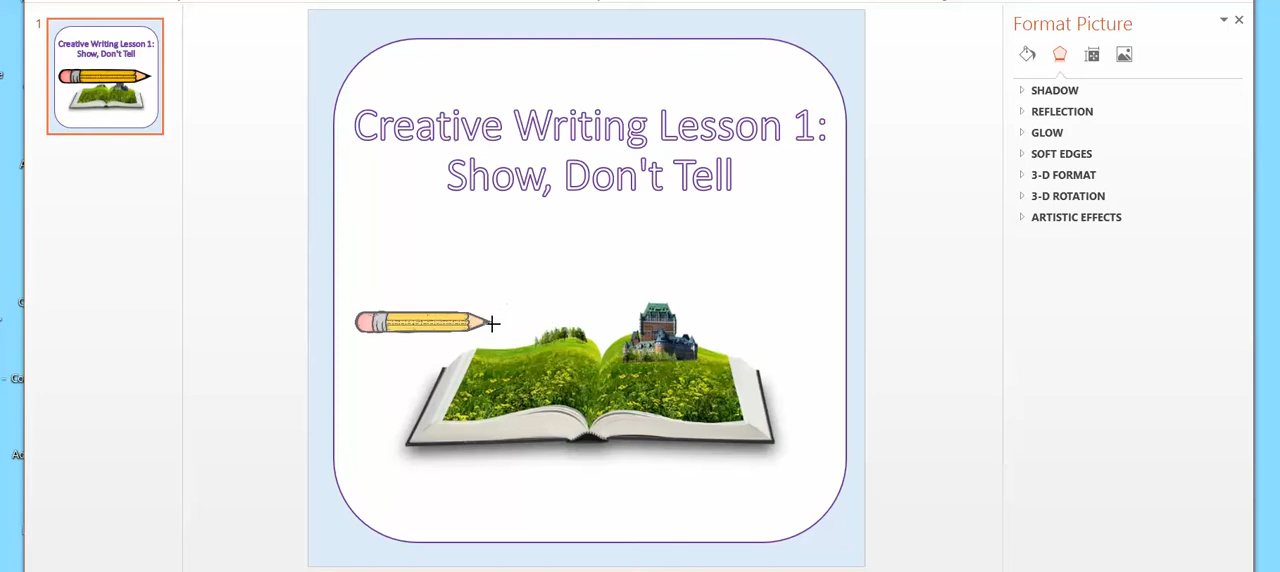 1
Creative Writing Lesson 1:
Show, Don't Tell
Creative Writing Lesson 1:
Show, Don't Tell
Format Picture
SHADOW
REFLECTION
GLOW
SOFT EDGES
3-D FORMAT
3-D ROTATION
ARTISTIC EFFECTS